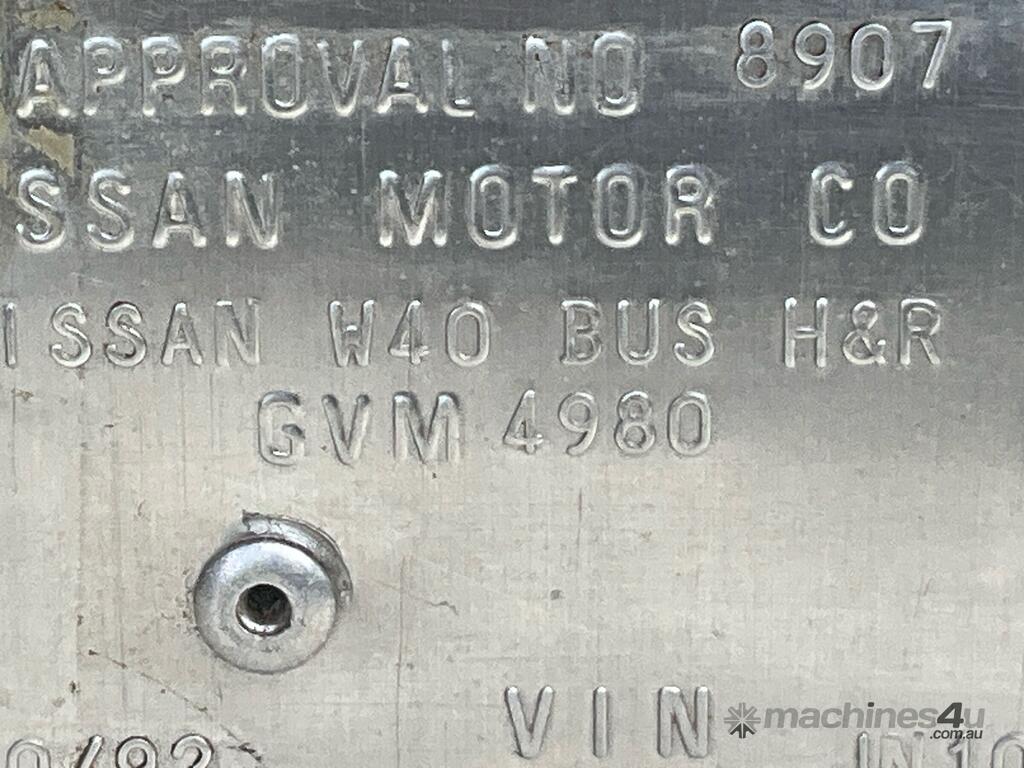 APPROVAL NO 8907
SSAN MOTOR CO
ISSAN W40 BUS H&R
GVM 4980
VIN
machines4u
.com.au